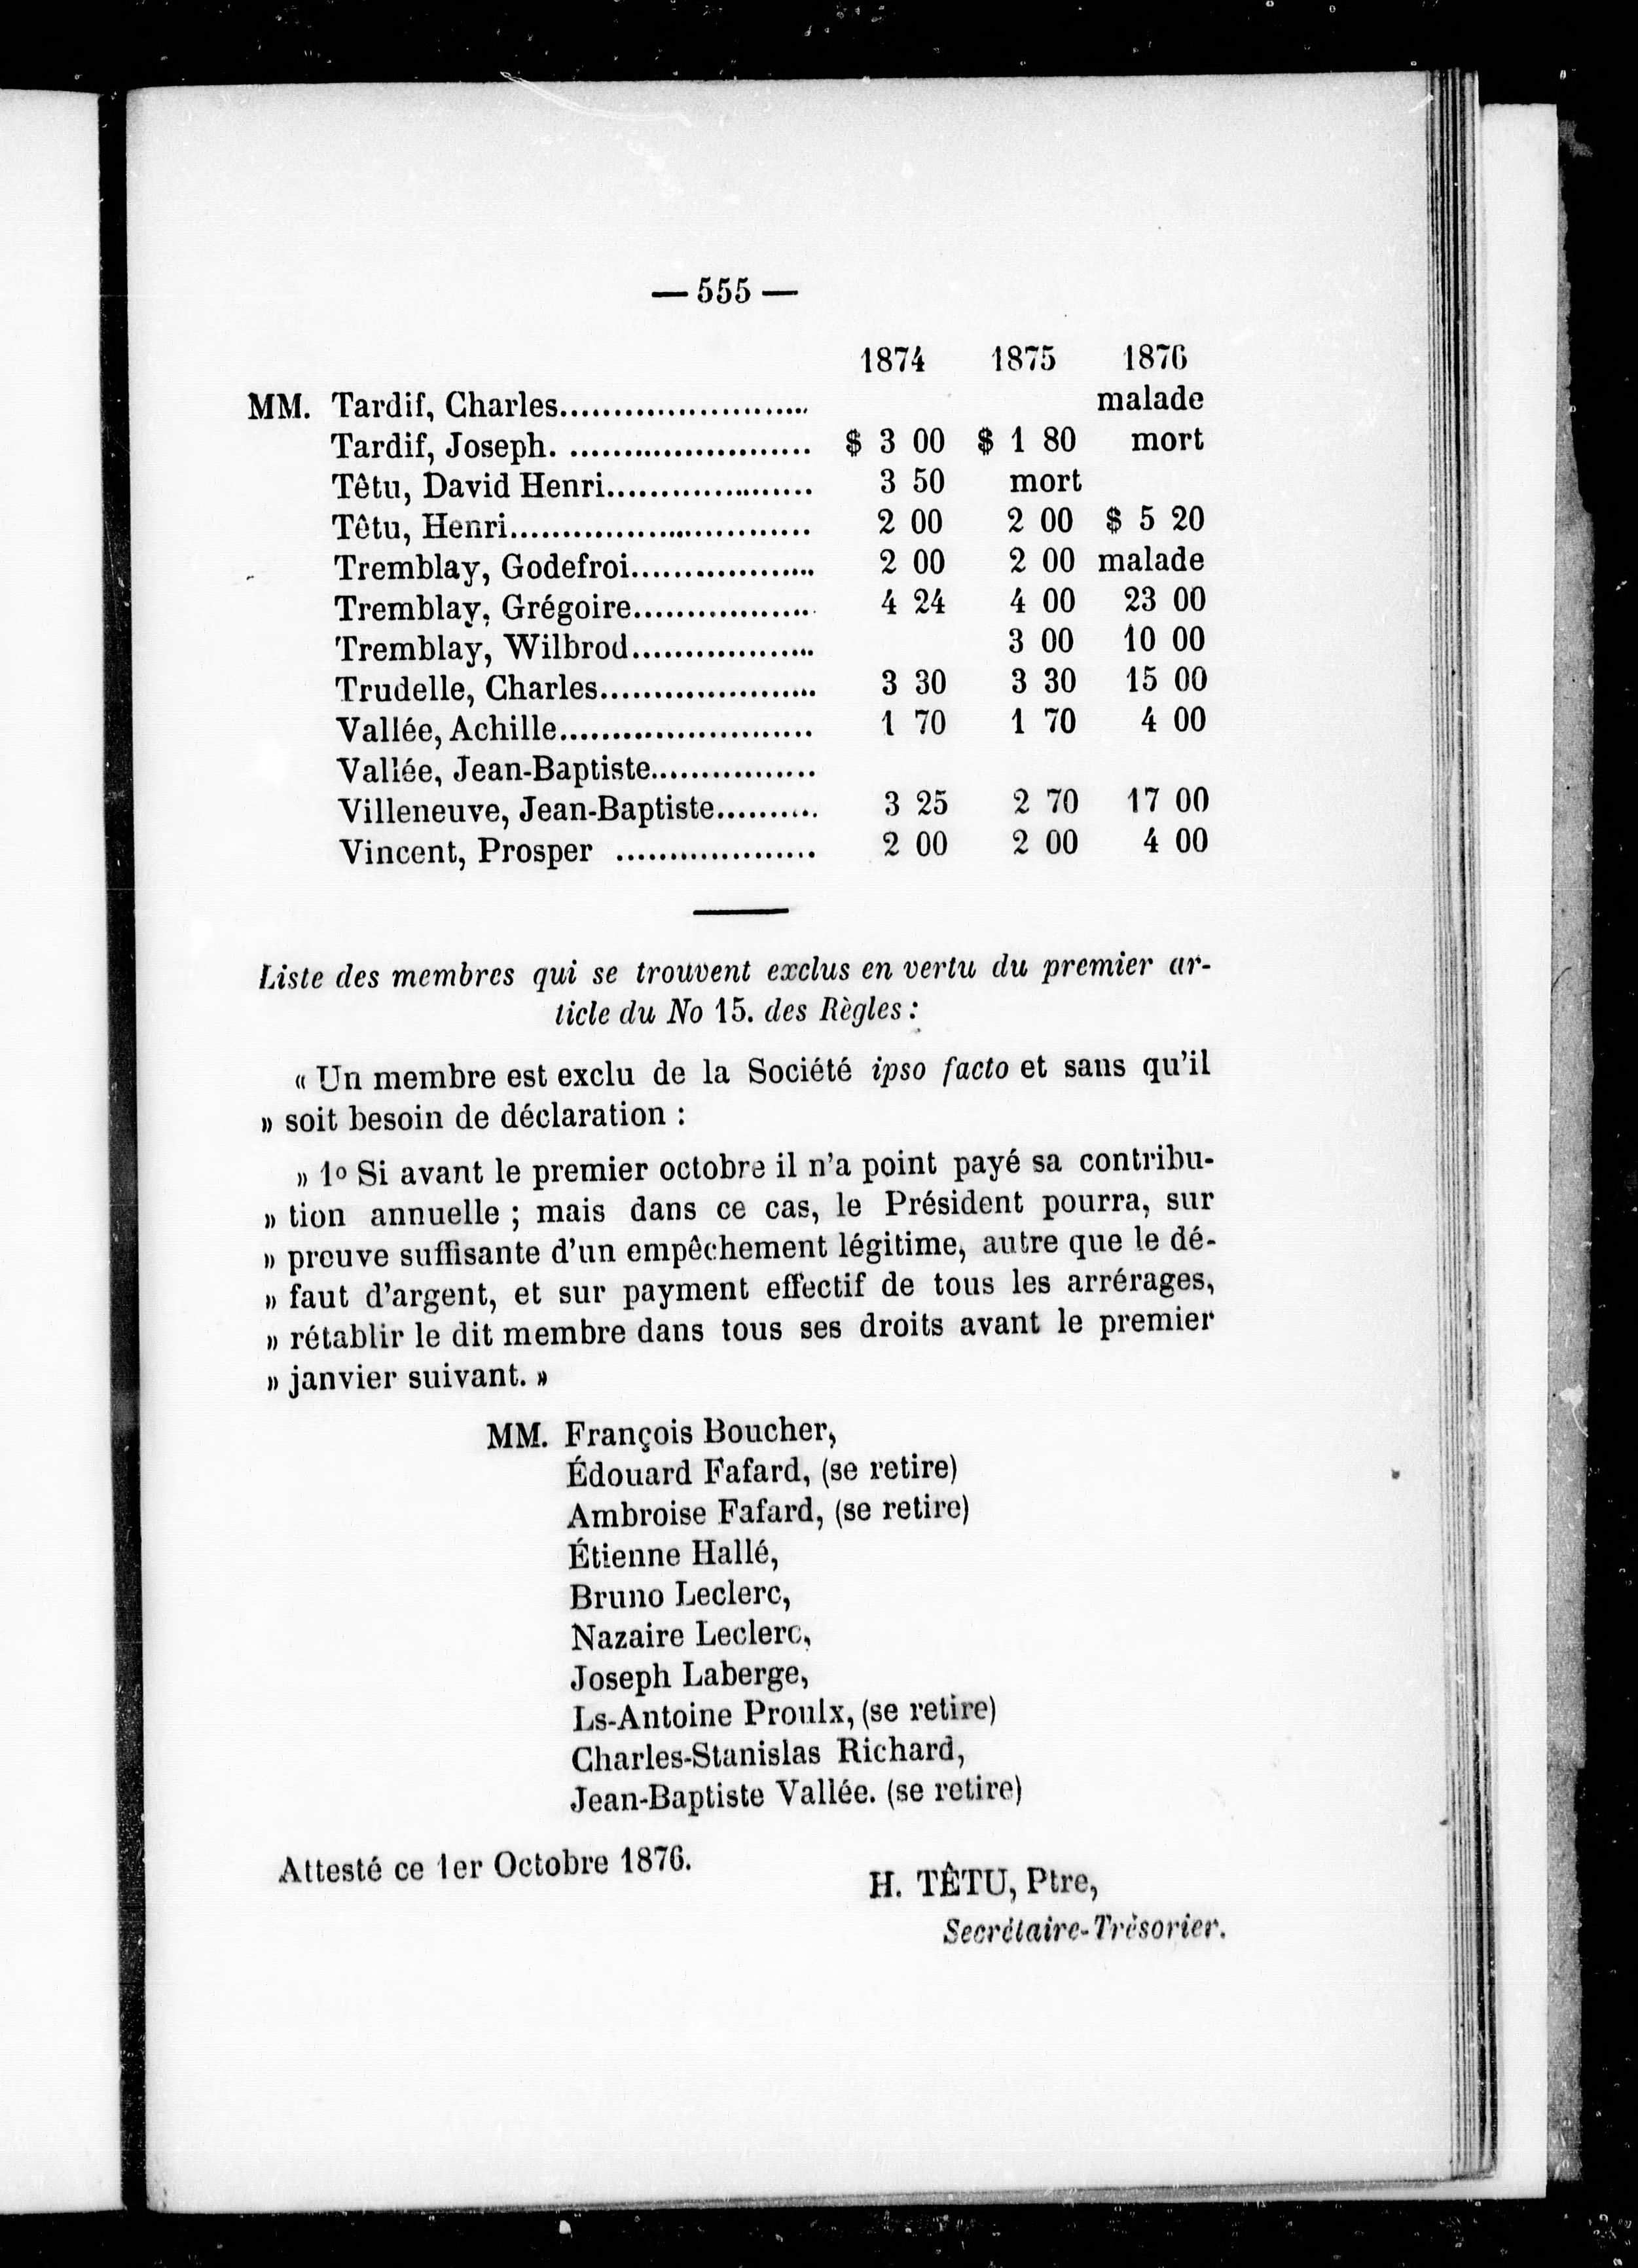 — 555 —
1874 1875 1876
MM. Tardif, Charles........................ malade
Tardif, Joseph. ........................ $ 3 00 $ 1 80 mort
Têtu, David Henri.................... 3 50 mort
Têtu, Henri............................. 2 00 2 00 $ 5 20
Tremblay, Godefroi.................. 2 00 2 00 malade
Tremblay, Grégoire.................. 4 24 4 00 23 00
Tremblay, Wilbrod.................. 3 00 10 00
Trudelle, Charles..................... 3 30 3 30 15 00
Vallée, Achille........................ 1 70 1 70 4 00
Vallée, Jean-Baptiste................
Villeneuve, Jean-Baptiste.......... 3 25 2 70 17 00
Vincent, Prosper .................... 2 00 2 00 4 00
Liste des membres qui se trouvent exclus en vertu du premier ar-
ticle du No 15. des Règles :
« Un membre est exclu de la Société ipso facto et sans qu'il
» soit besoin de déclaration :
» 1o Si avant le premier octobre il n'a point payé sa contribu-
» tion annuelle ; mais dans ce cas, le Président pourra, sur
» preuve suffisante d'un empêchement légitime, autre que le dé-
» faut d'argent, et sur payment effectif de tous les arrérages,
» rétablir le dit membre dans tous ses droits avant le premier
» janvier suivant. »
MM. François Boucher,
Édouard Fafard, (se retire)
Ambroise Fafard, (se retire)
Étienne Hallé,
Bruno Leclerc,
Nazaire Leclerc,
Joseph Laberge,
Ls-Antoine Proulx, (se retire)
Charles-Stanislas Richard,
Jean-Baptiste Vallée. (se retire)
Attesté ce 1er Octobre 1876.
H. TÊTU, Ptre,
Secrétaire-Trésorier.